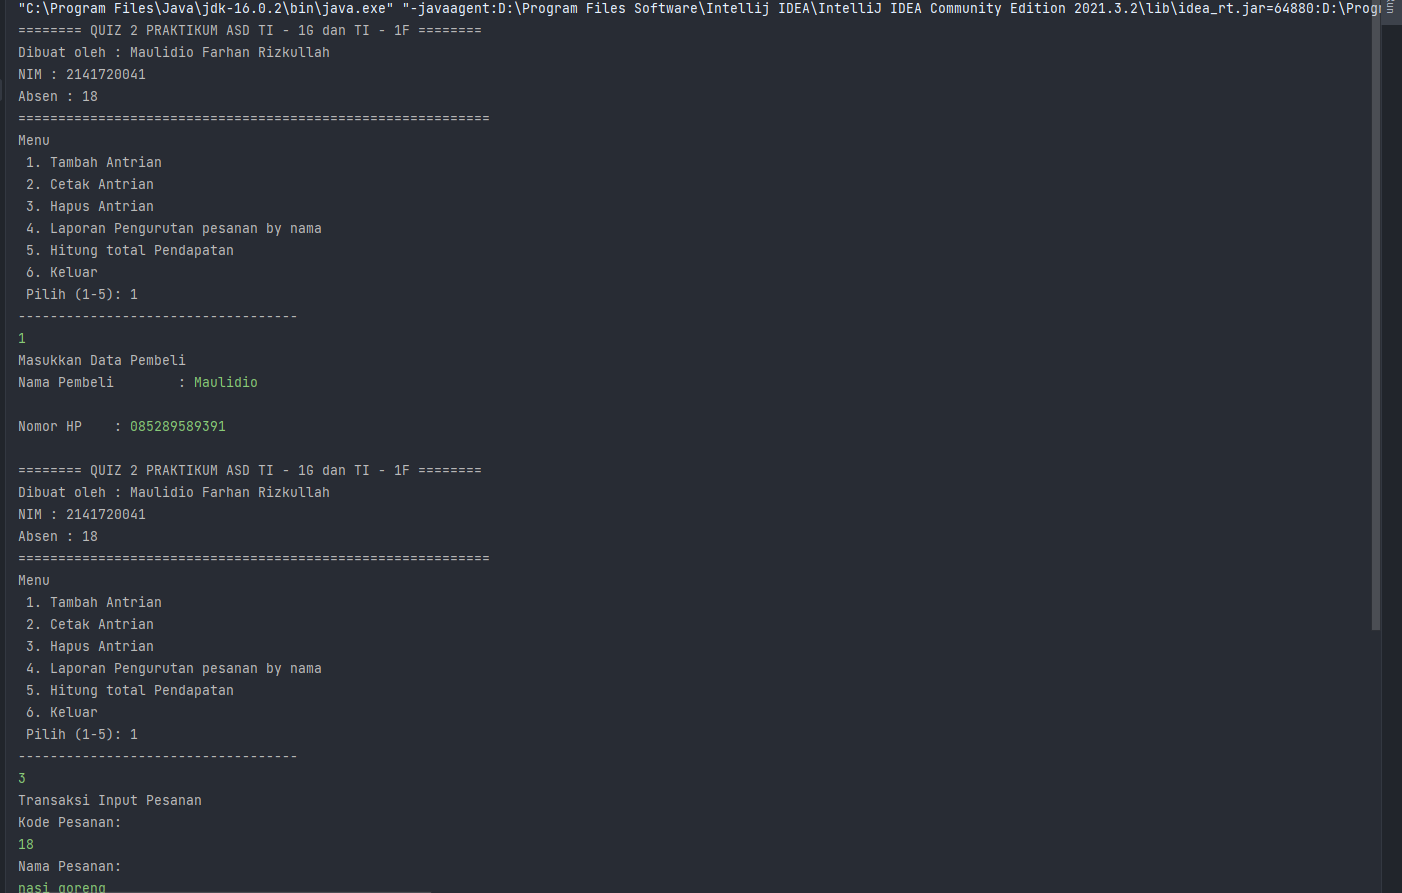 "C:\Program Files\Java\jdk-16.0.2\bin\java.exe" "-javaagent:D:\Program Files Software\Intellij IDEA\IntelliJ IDEA Community Edition 2021.3.2\lib\idea_rt.jar=64880:D:\Prog
======== QUIZ 2 PRAKTIKUM ASD TI - 1G dan TI - 1F ========
Dibuat oleh : Maulidio Farhan Rizkullah
NIM : 2141720041
Absen : 18
===========================================================
Menu
 1. Tambah Antrian
 2. Cetak Antrian
 3. Hapus Antrian
 4. Laporan Pengurutan pesanan by nama
 5. Hitung total Pendapatan
 6. Keluar
 Pilih (1-5): 1
-----------------------------------
1
Masukkan Data Pembeli
Nama Pembeli        : Maulidio

Nomor HP    : 085289589391

======== QUIZ 2 PRAKTIKUM ASD TI - 1G dan TI - 1F ========
Dibuat oleh : Maulidio Farhan Rizkullah
NIM : 2141720041
Absen : 18
===========================================================
Menu
 1. Tambah Antrian
 2. Cetak Antrian
 3. Hapus Antrian
 4. Laporan Pengurutan pesanan by nama
 5. Hitung total Pendapatan
 6. Keluar
 Pilih (1-5): 1
-----------------------------------
3
Transaksi Input Pesanan
Kode Pesanan:
18
Nama Pesanan:
nasi goreng